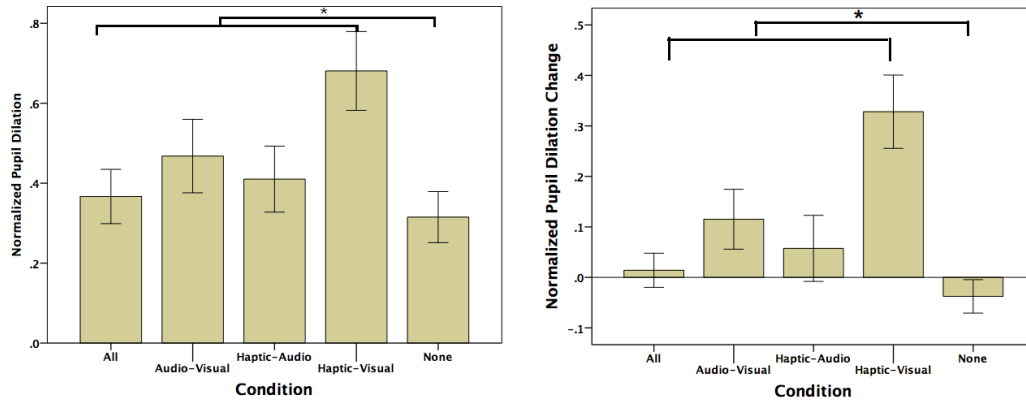 *
Normalized Pupil Dilation
.8
.6
.4
.2
.0
All
Audio-Visual
Haptic-Audio
Haptic-Visual
None
Condition
*
Normalized Pupil Dilation Change
.5
.4
.3
.2
.1
.0
-.1
All
Audio-Visual
Haptic-Audio
Haptic-Visual
None
Condition